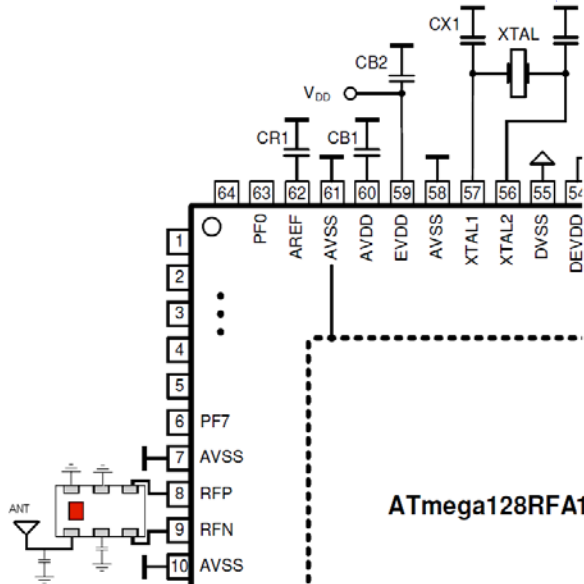 CX1
XTAL
CB2
VDD
CR1
CB1
64 63 62 61 60 59 58 57 56 55 54
PF0 AREF AVSS AVDD EVDD AVSS XTAL1 XTAL2 DVSS DEVDD
1
2
3
4
5
6 PF7
7 AVSS
8 RFP
ANT
ATmega128RFA1
9 RFN
10 AVSS